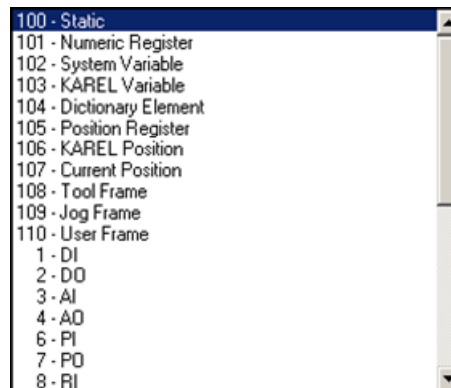 100 - Static
101 - Numeric Register
102 - System Variable
103 - KAREL Variable
104 - Dictionary Element
105 - Position Register
106 - KAREL Position
107 - Current Position
108 - Tool Frame
109 - Jog Frame
110 - User Frame
1 - DI
2 - DO
3 - AI
4 - AO
6 - PI
7 - PO
8 - RI